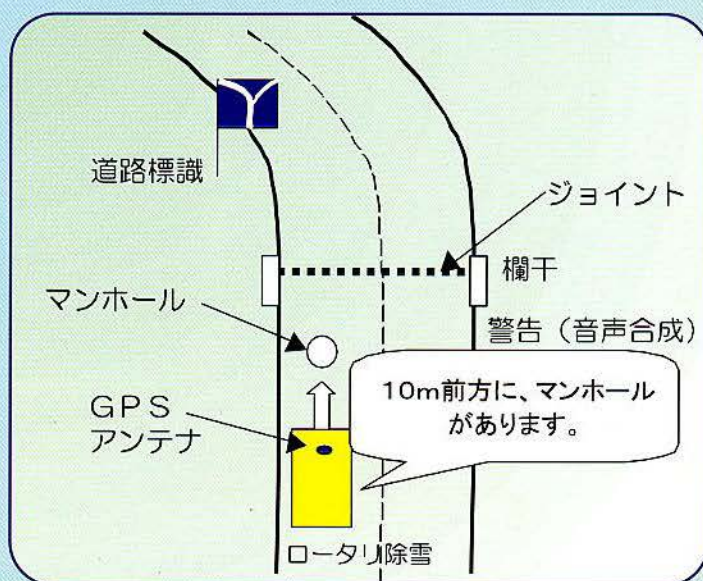 道路標識
ジョイント
欄干
マンホール
警告（音声合成）
10m前方に、マンホール
があります。
GPS
アンテナ
ロータリ除雪